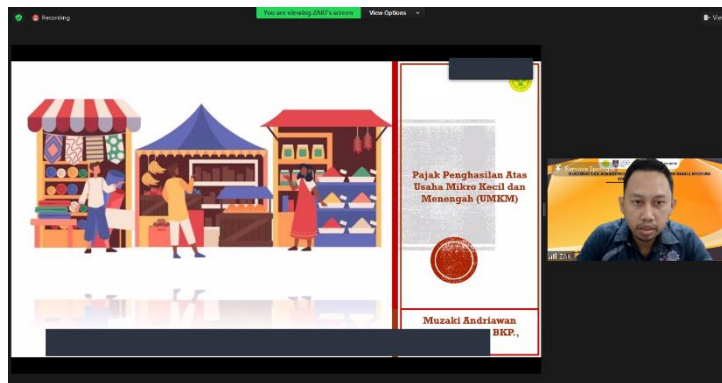 Recording
You are viewing ZAKI's screen
View Options
Pajak Penghasilan Atas
Usaha Mikro Kecil dan
Menengah (UMKM)
Muzaki Andriawan
BKP.,